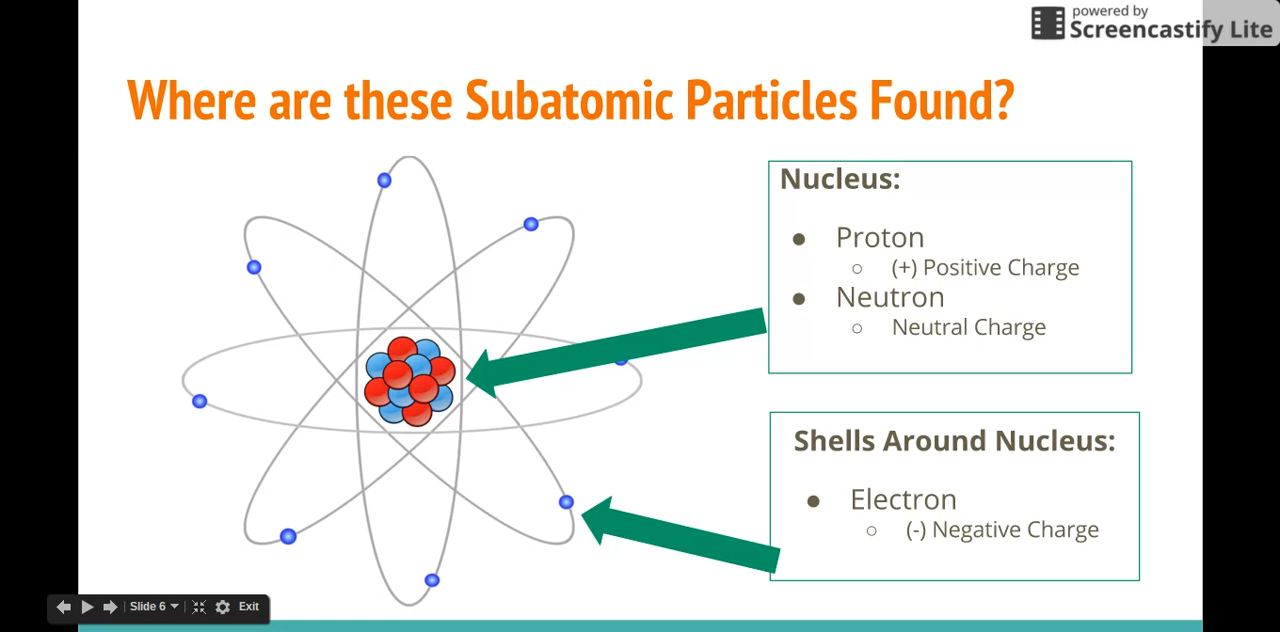 powered by
Screencastify Lite
Where are these Subatomic Particles Found?
Nucleus:
● Proton
○ (+) Positive Charge
● Neutron
○ Neutral Charge
Shells Around Nucleus:
● Electron
○ (-) Negative Charge
Slide 6
Exit